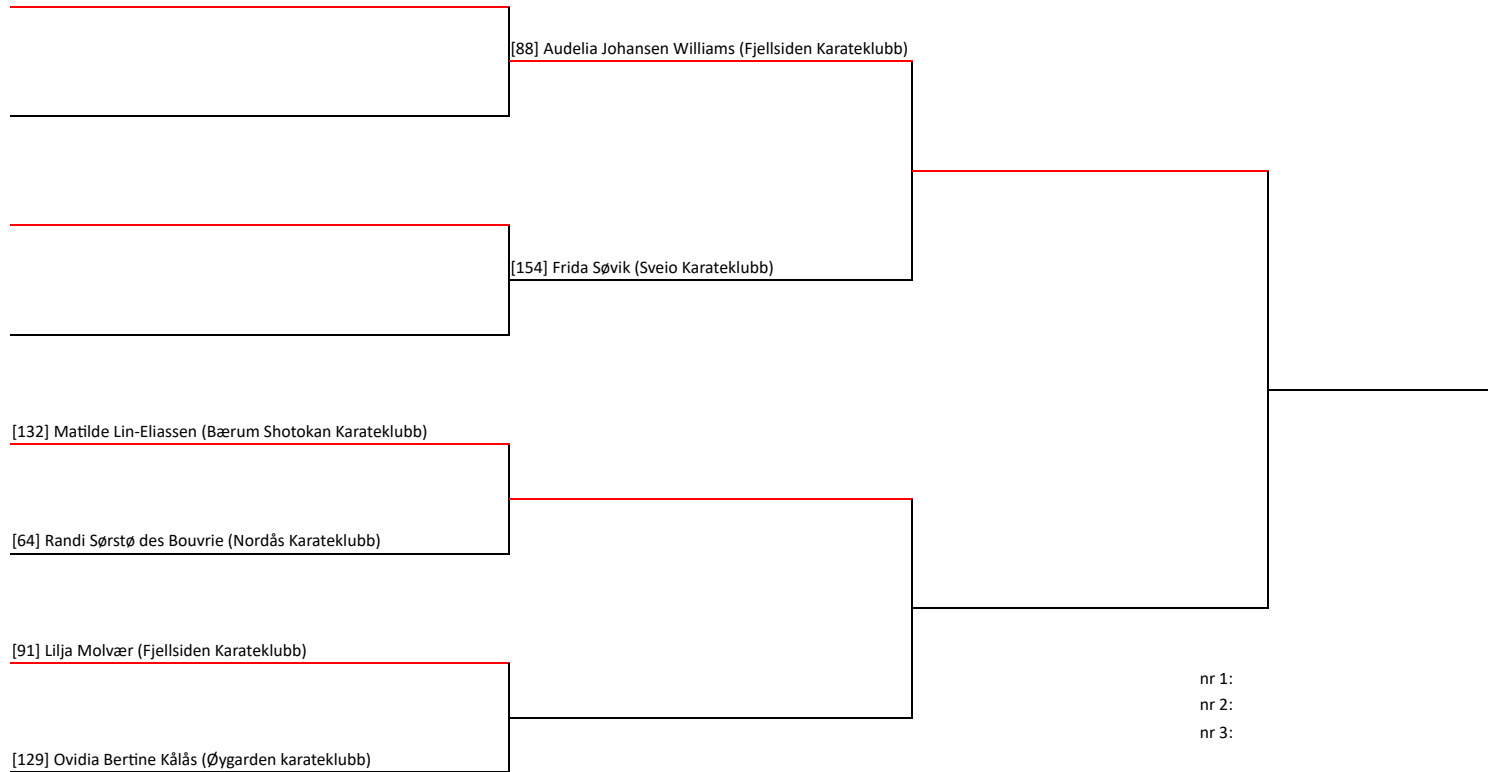 [88] Audelia Johansen Williams (Fjellsiden Karateklubb)
[154] Frida Søvik (Sveio Karateklubb)
[132] Matilde Lin-Eliassen (Bærum Shotokan Karateklubb)
[64] Randi Sørstø des Bouvrie (Nordås Karateklubb)
[91] Lilja Molvær (Fjellsiden Karateklubb)
[129] Ovidia Bertine Kålås (Øygarden karateklubb)
nr 1:
nr 2:
nr 3: